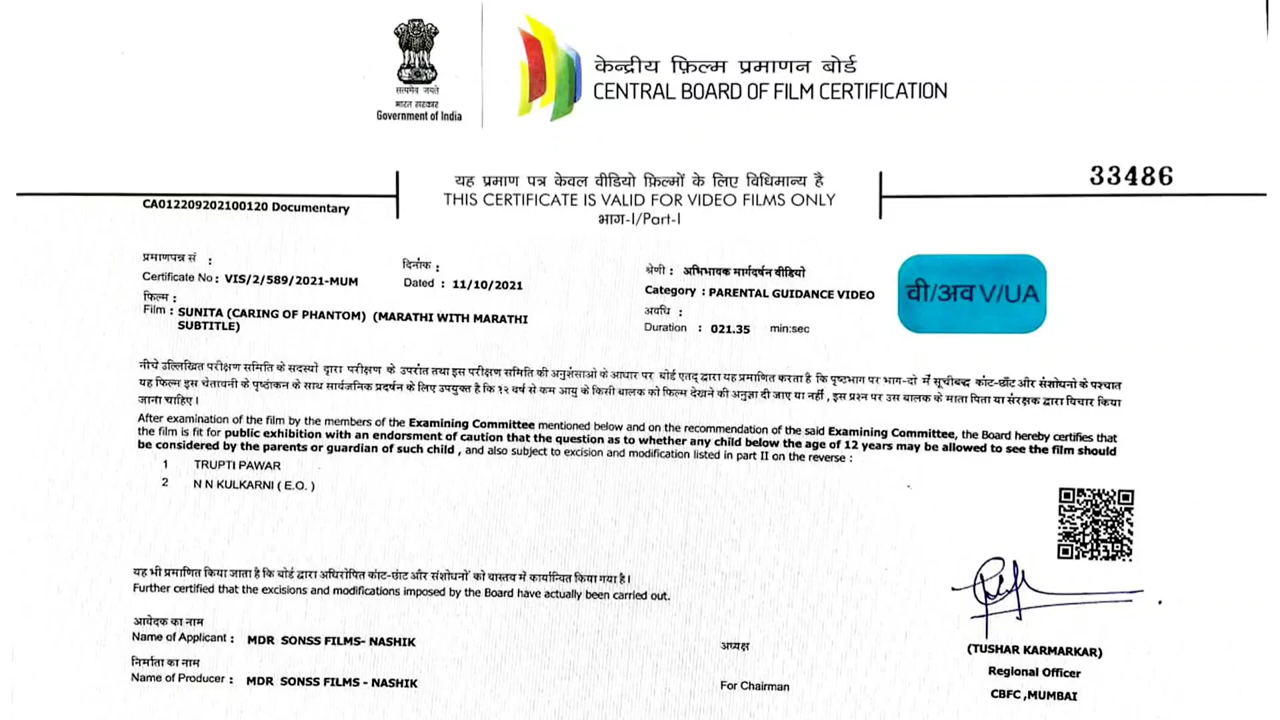 सत्यमेव जयते
भारत सरकार
Government of India
केन्द्रीय फ़िल्म प्रमाणन बोर्ड
CENTRAL BOARD OF FILM CERTIFICATION
33486
यह प्रमाण पत्र केवल वीडियो फ़िल्मों के लिए विधिमान्य है
THIS CERTIFICATE IS VALID FOR VIDEO FILMS ONLY
भाग-I/Part-I
CA012209202100120 Documentary
प्रमाणपत्र सं :
Certificate No : VIS/2/589/2021-MUM
दिनांक :
Dated : 11/10/2021
श्रेणी : अभिभावक मार्गदर्षन वीडियो
Category : PARENTAL GUIDANCE VIDEO
वी/अव V/UA
फिल्म :
Film : SUNITA (CARING OF PHANTOM) (MARATHI WITH MARATHI
SUBTITLE)
अवधि :
Duration : 021.35 min:sec
नीचे उल्लिखित परीक्षण समिति के सदस्यों द्वारा परीक्षण के उपरांत तथा इस परीक्षण समिति की अनुशंसाओ के आधार पर बोर्ड एतद् द्वारा यह प्रमाणित करता है कि पृष्ठभाग पर भाग-दो में सूचीबद्ध कांट-छाँट और संशोधनो के पश्चात
यह फिल्म इस चेतावनी के पृष्ठांकन के साथ सार्वजनिक प्रदर्षन के लिए उपयुक्त है कि १२ वर्ष से कम आयु के किसी बालक को फिल्म देखने की अनुज्ञा दी जाए या नहीं , इस प्रश्न पर उस बालक के माता पिता या संरक्षक द्वारा विचार किया
जाना चाहिए ।
After examination of the film by the members of the Examining Committee mentioned below and on the recommendation of the said Examining Committee, the Board hereby certifies that
the film is fit for public exhibition with an endorsment of caution that the question as to whether any child below the age of 12 years may be allowed to see the film should
be considered by the parents or guardian of such child , and also subject to excision and modification listed in part II on the reverse :
1 TRUPTI PAWAR
2 N N KULKARNI ( E.O. )
यह भी प्रमाणित किया जाता है कि बोर्ड द्वारा अधिरोपित कांट-छांट और संशोधनों को वास्तव में कार्यान्वित किया गया है।
Further certified that the excisions and modifications imposed by the Board have actually been carried out.
आवेदक का नाम
Name of Applicant : MDR SONSS FILMS- NASHIK
निर्माता का नाम
Name of Producer : MDR SONSS FILMS - NASHIK
अध्यक्ष
For Chairman
(TUSHAR KARMARKAR)
Regional Officer
CBFC ,MUMBAI